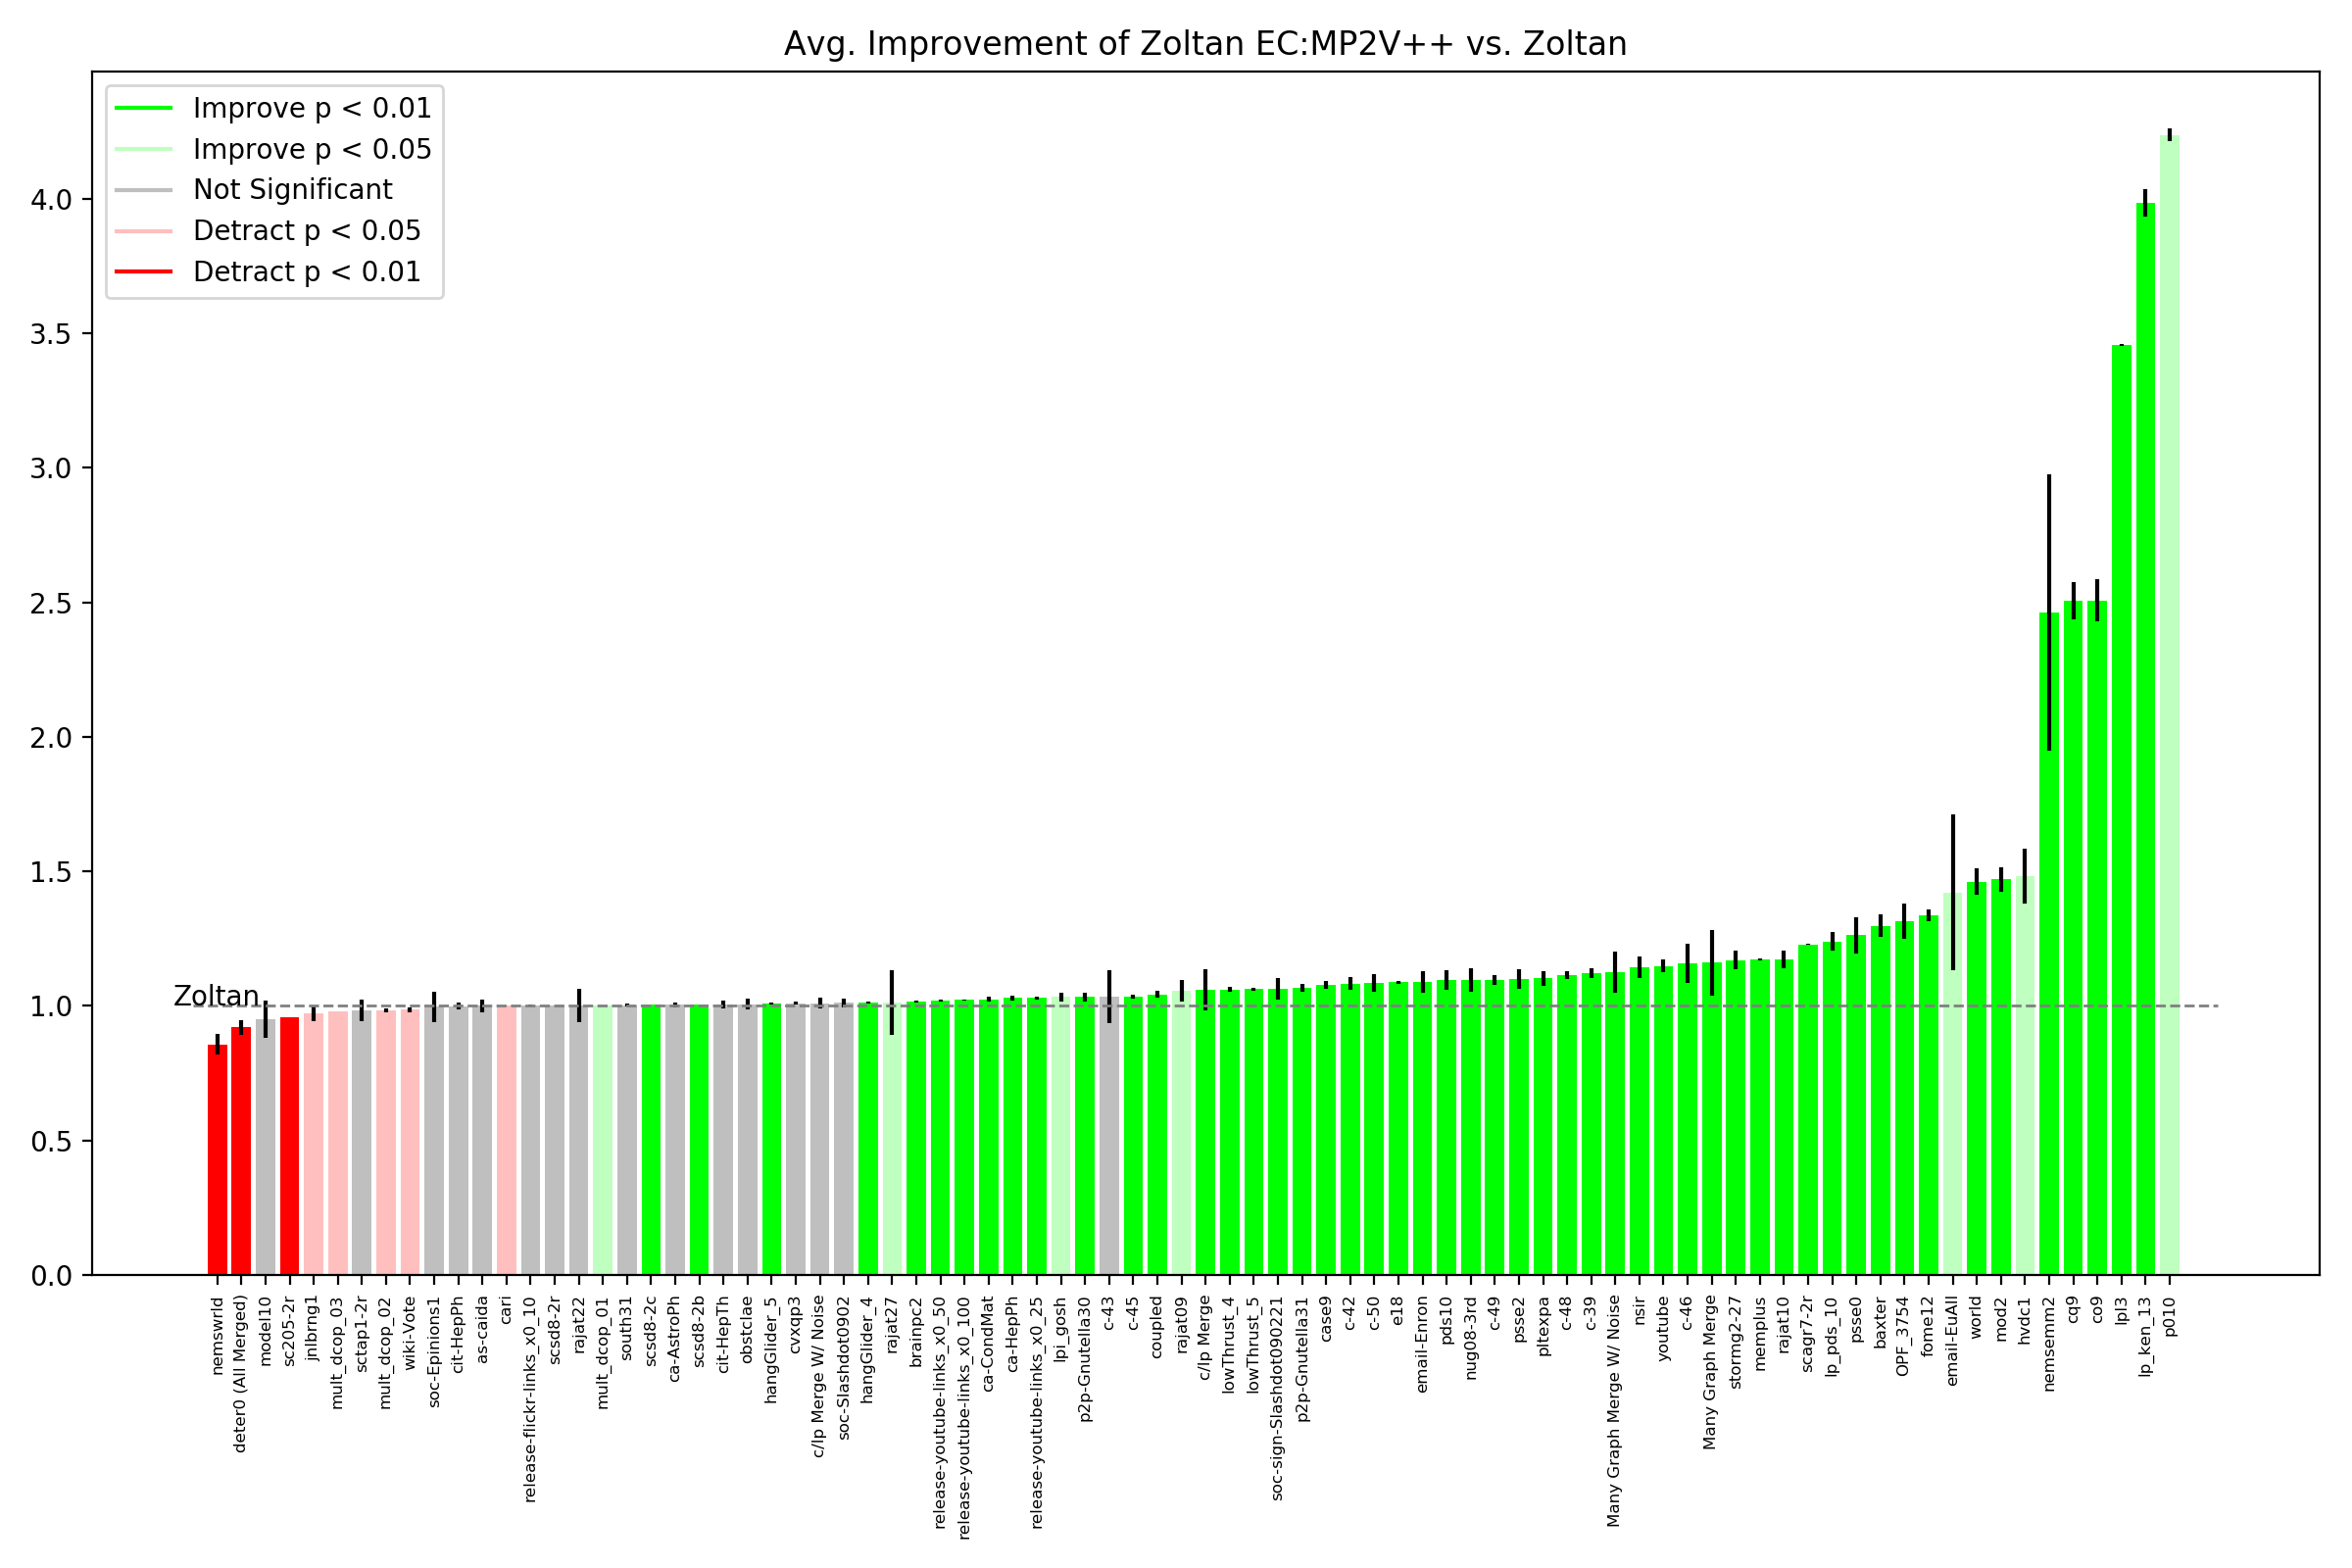 Avg. Improvement of Zoltan EC:MP2V++ vs. Zoltan
Improve p < 0.01
Improve p < 0.05
Not Significant
Detract p < 0.05
Detract p < 0.01
4.0
3.5
3.0
2.5
2.0
1.5
1.0
0.5
0.0
Zoltan
nemswrld
deter0 (All Merged)
model10
sc205-2r
jnlbrng1
mult_dcop_03
sctap1-2r
mult_dcop_02
wiki-Vote
soc-Epinions1
cit-HepPh
as-caida
cari
release-flickr-links_x0_10
scsd8-2r
rajat22
mult_dcop_01
south31
scsd8-2c
ca-AstroPh
scsd8-2b
cit-HepTh
obstclae
hangGlider_5
cvxqp3
c/lp Merge W/ Noise
soc-Slashdot0902
hangGlider_4
rajat27
brainpc2
release-youtube-links_x0_50
release-youtube-links_x0_100
ca-CondMat
ca-HepPh
release-youtube-links_x0_25
lpi_gosh
p2p-Gnutella30
c-43
c-45
coupled
rajat09
c/lp Merge
lowThrust_4
lowThrust_5
soc-sign-Slashdot090221
p2p-Gnutella31
case9
c-42
c-50
e18
email-Enron
pds10
nug08-3rd
c-49
psse2
pltexpa
c-48
c-39
Many Graph Merge W/ Noise
nsir
youtube
c-46
Many Graph Merge
stormg2-27
memplus
rajat10
scagr7-2r
lp_pds_10
psse0
baxter
OPF_3754
fome12
email-EuAll
world
mod2
hvdc1
nemsemm2
cq9
co9
lpl3
lp_ken_13
p010